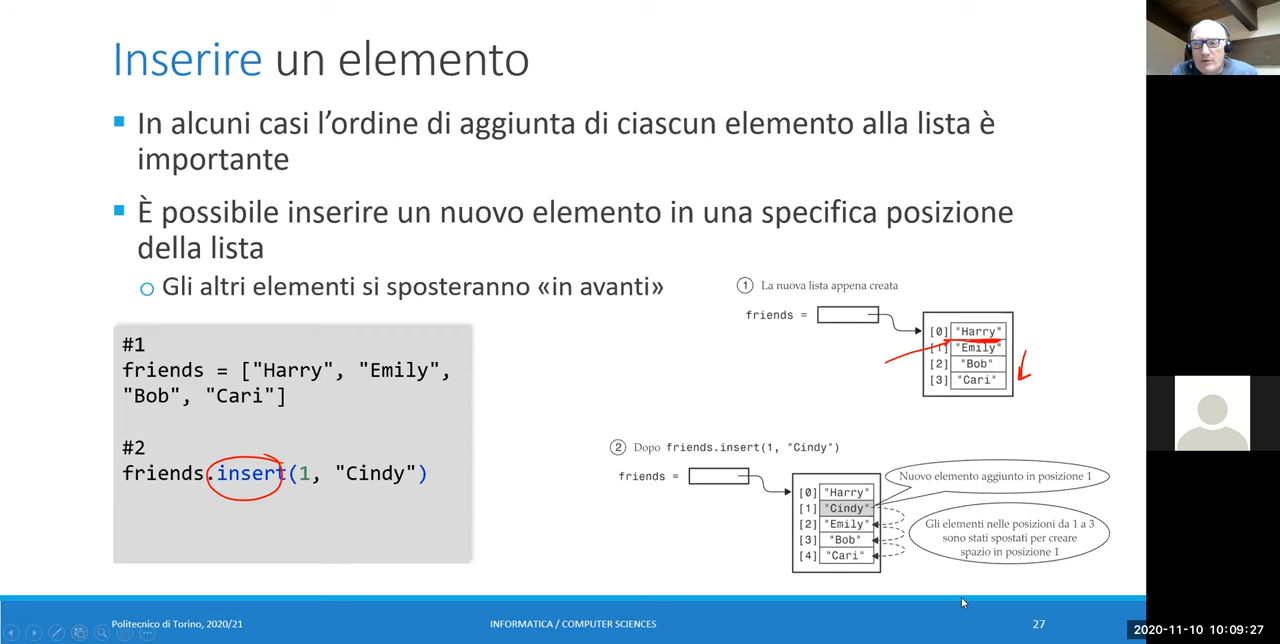 Inserire un elemento
In alcuni casi l’ordine di aggiunta di ciascun elemento alla lista è
importante
È possibile inserire un nuovo elemento in una specifica posizione
della lista
Gli altri elementi si sposteranno «in avanti»
#1
friends = ["Harry", "Emily",
"Bob", "Cari"]
#2
friends.insert(1, "Cindy")
1 La nuova lista appena creata
friends =
[0] "Harry"
[1] "Emily"
[2] "Bob"
[3] "Cari"
2 Dopo friends.insert(1, "Cindy")
friends =
[0] "Harry"
[1] "Cindy"
[2] "Emily"
[3] "Bob"
[4] "Cari"
Nuovo elemento aggiunto in posizione 1
Gli elementi nelle posizioni da 1 a 3
sono stati spostati per creare
spazio in posizione 1
Politecnico di Torino, 2020/21
INFORMATICA / COMPUTER SCIENCES
27
2020-11-10 10:09:27